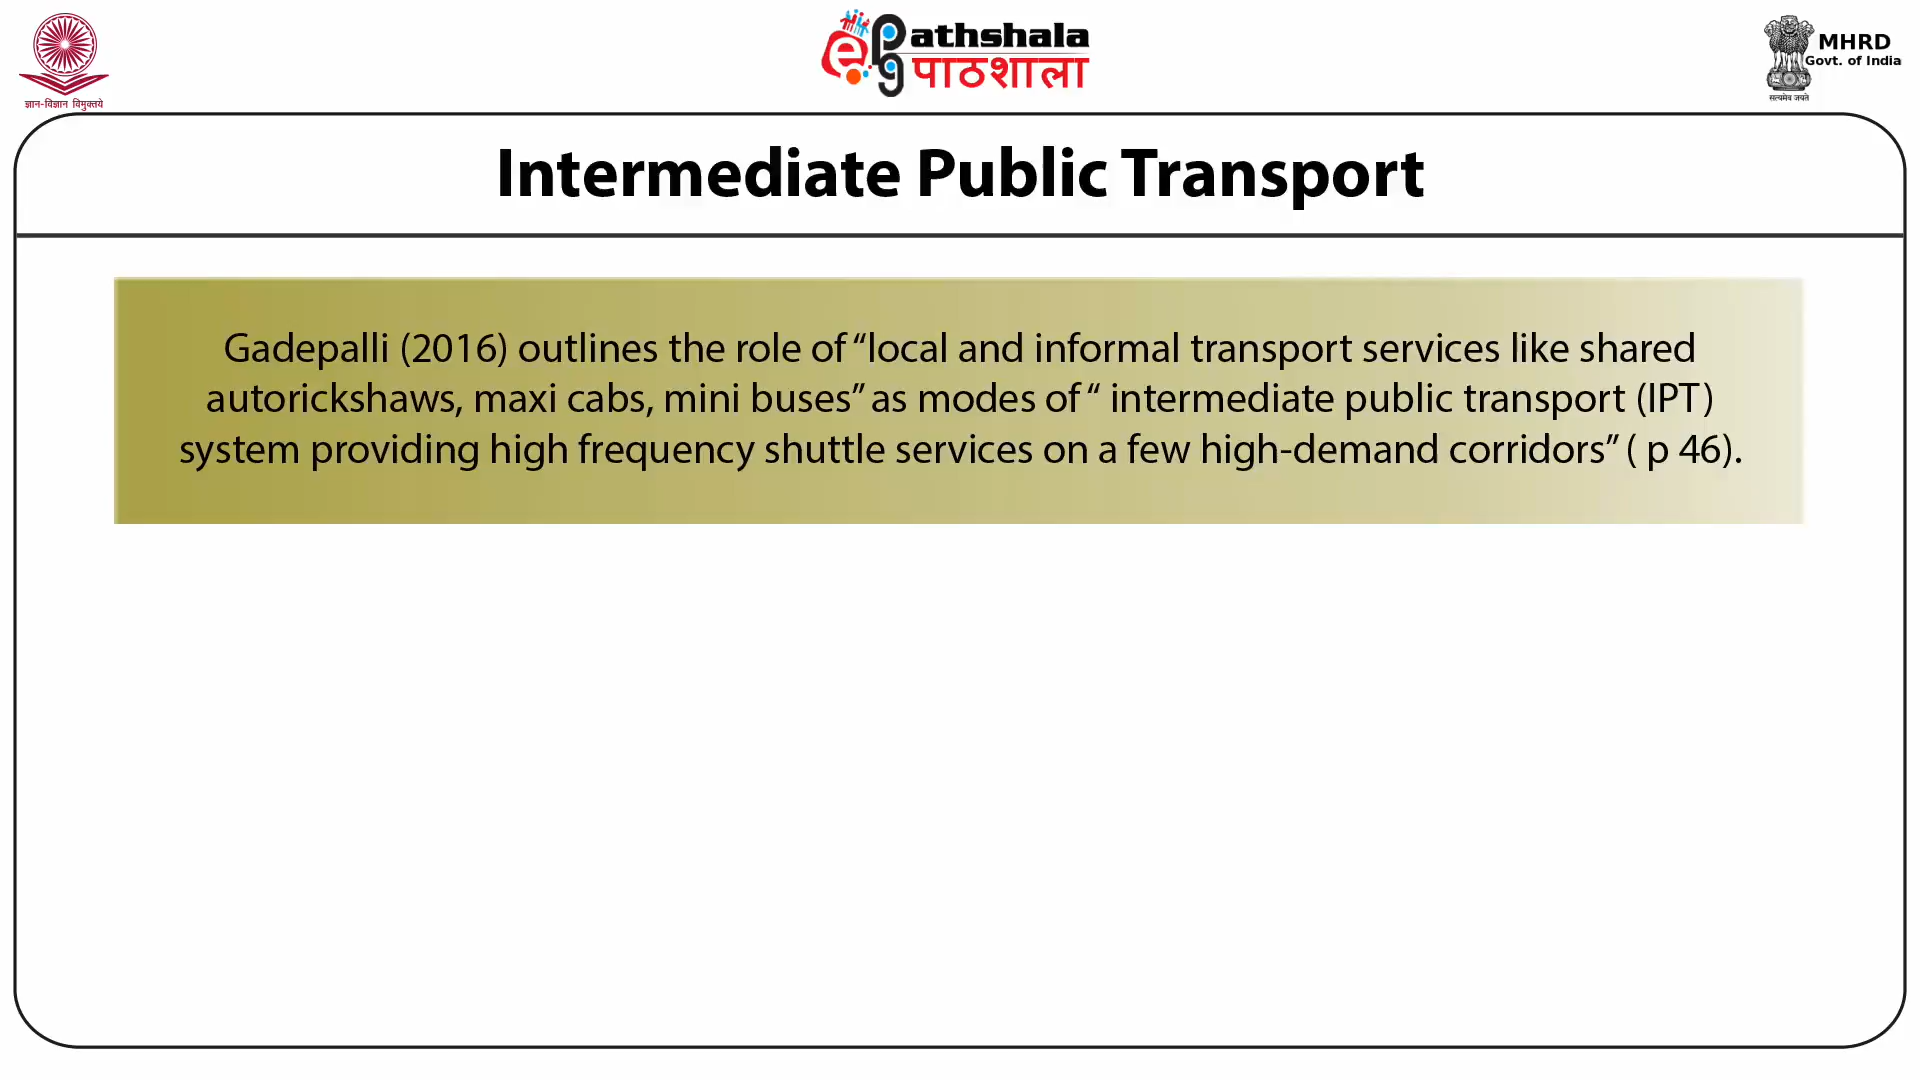 ज्ञान-विज्ञान विमुक्तये
e pg athshala
पाठशाला
MHRD
Govt. of India
सत्यमेव जयते
Intermediate Public Transport
Gadepalli (2016) outlines the role of “local and informal transport services like shared
autorickshaws, maxi cabs, mini buses” as modes of “ intermediate public transport (IPT)
system providing high frequency shuttle services on a few high-demand corridors” ( p 46).